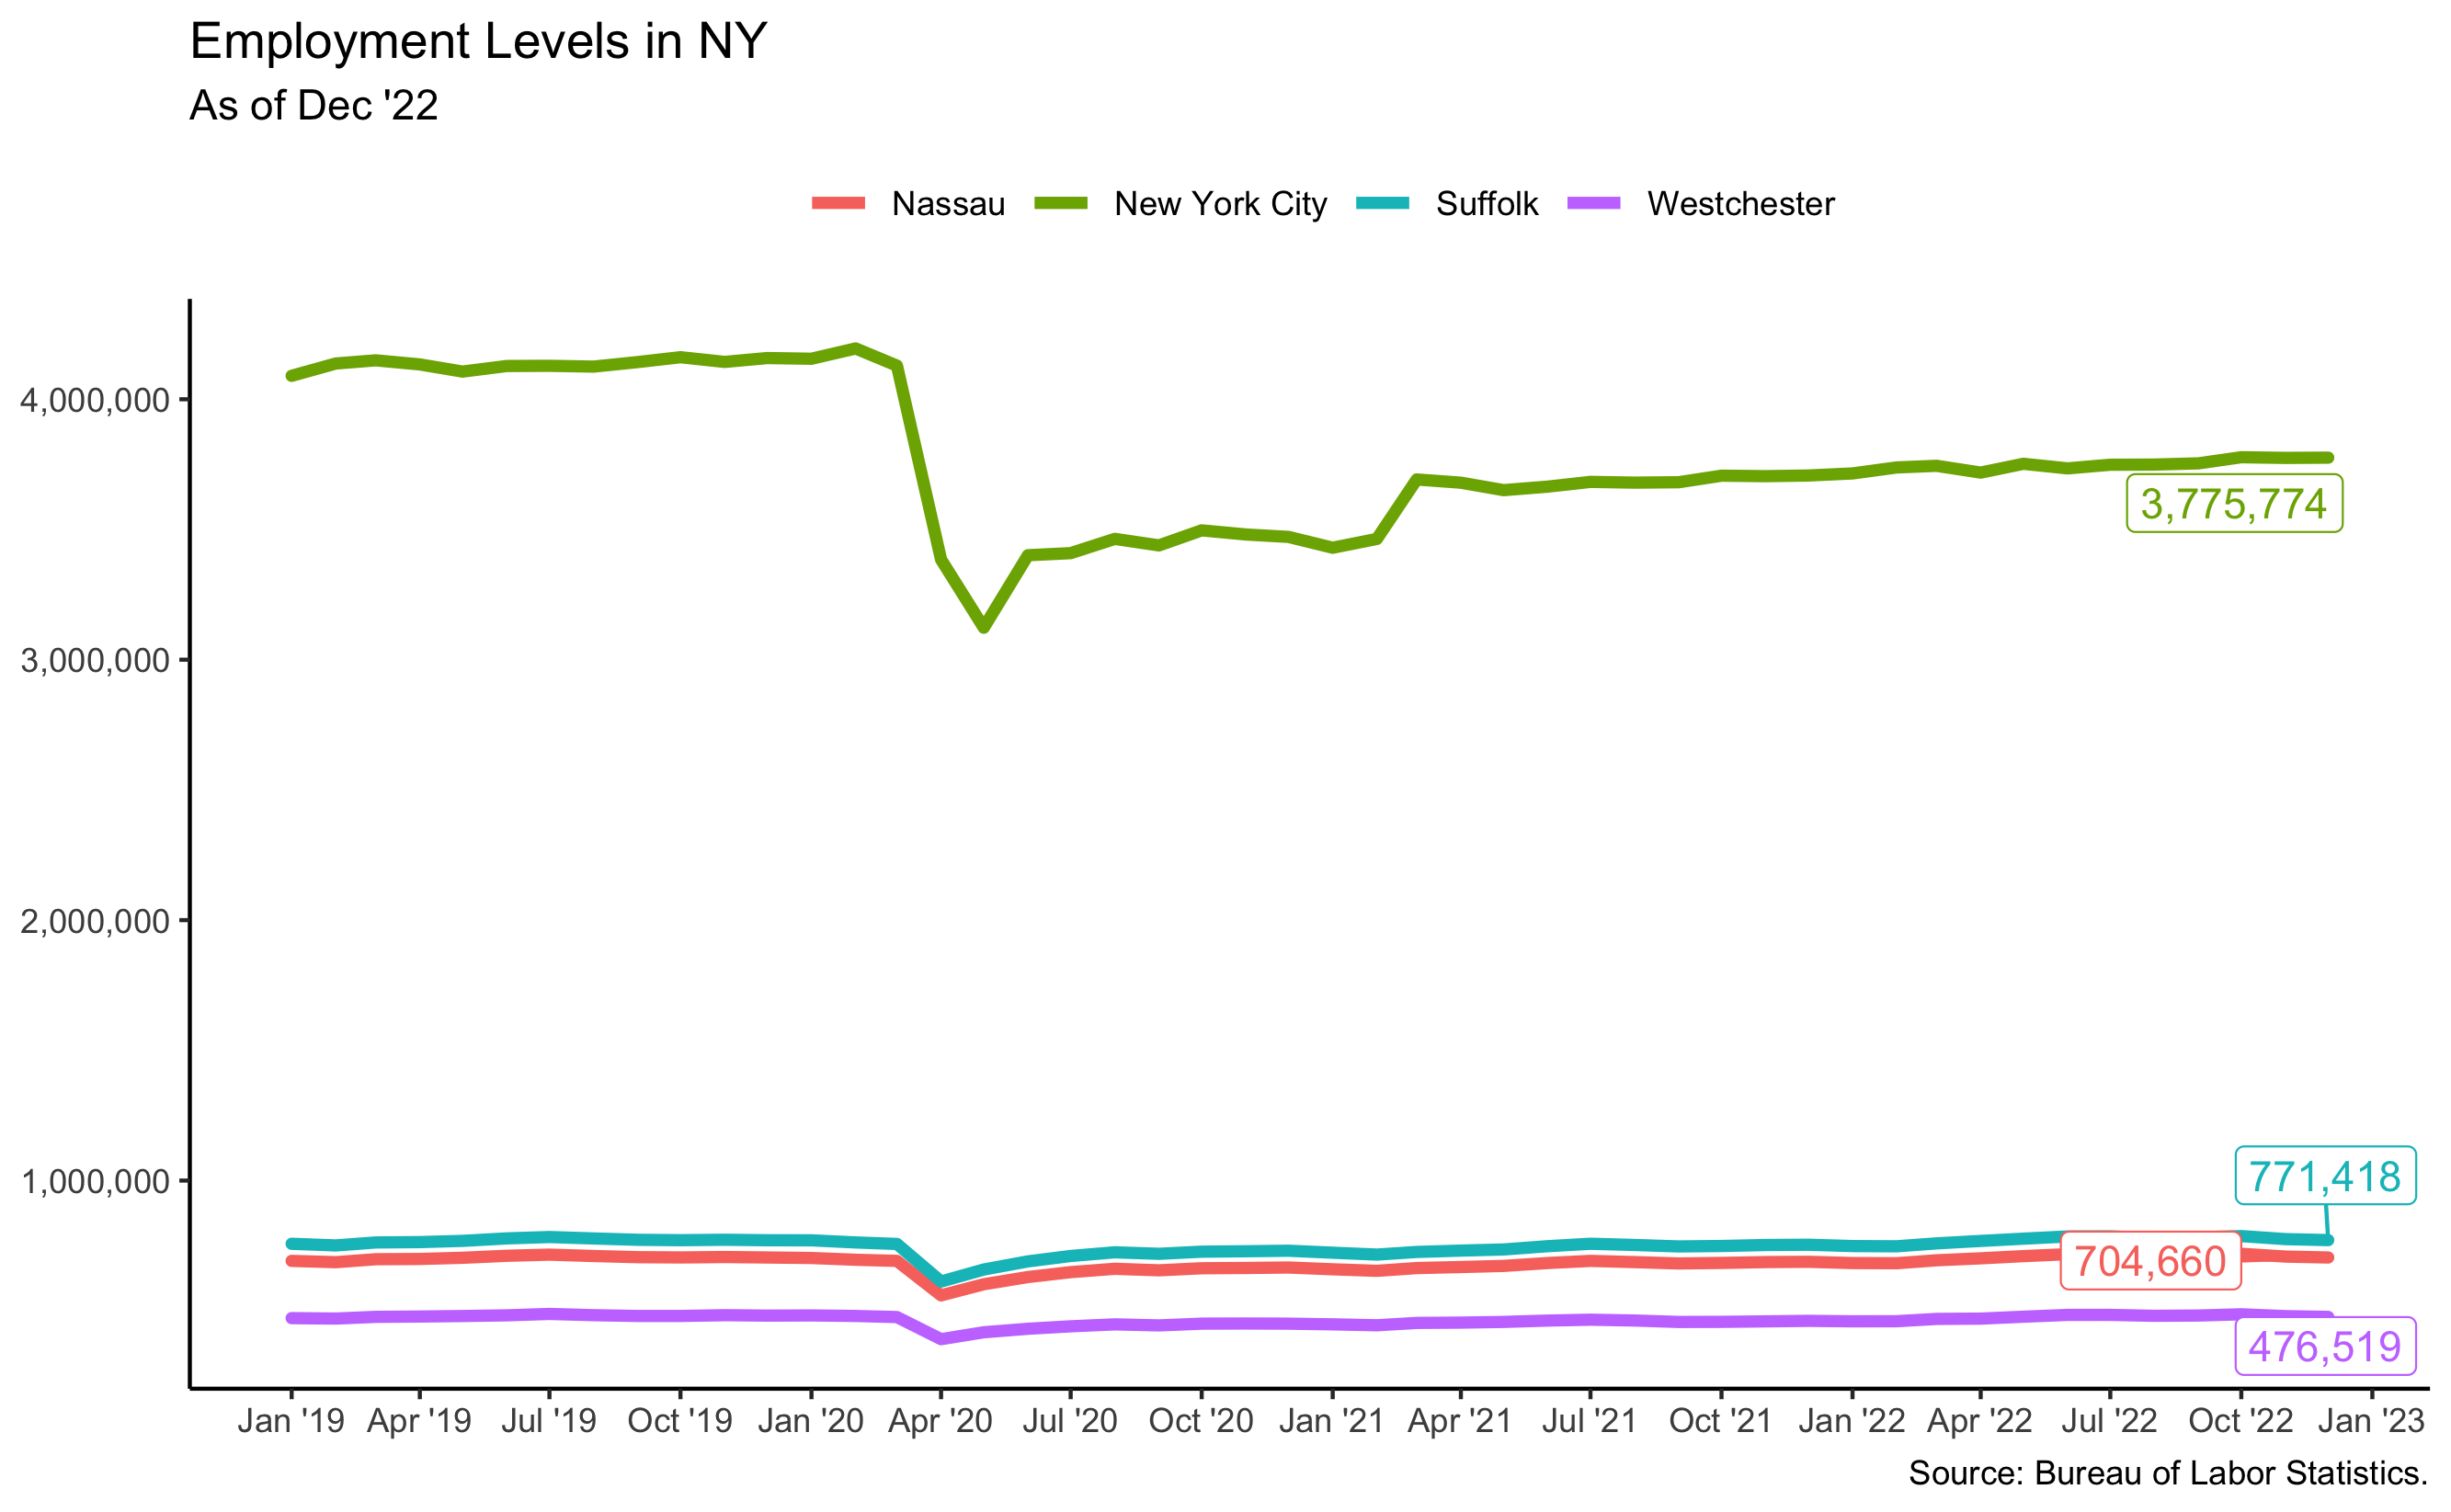 Employment Levels in NY
As of Dec '22
Nassau New York City Suffolk Westchester
4,000,000
3,775,774
3,000,000
2,000,000
1,000,000
771,418
704,660
476,519
Jan '19 Apr '19 Jul '19 Oct '19 Jan '20 Apr '20 Jul '20 Oct '20 Jan '21 Apr '21 Jul '21 Oct '21 Jan '22 Apr '22 Jul '22 Oct '22 Jan '23
Source: Bureau of Labor Statistics.